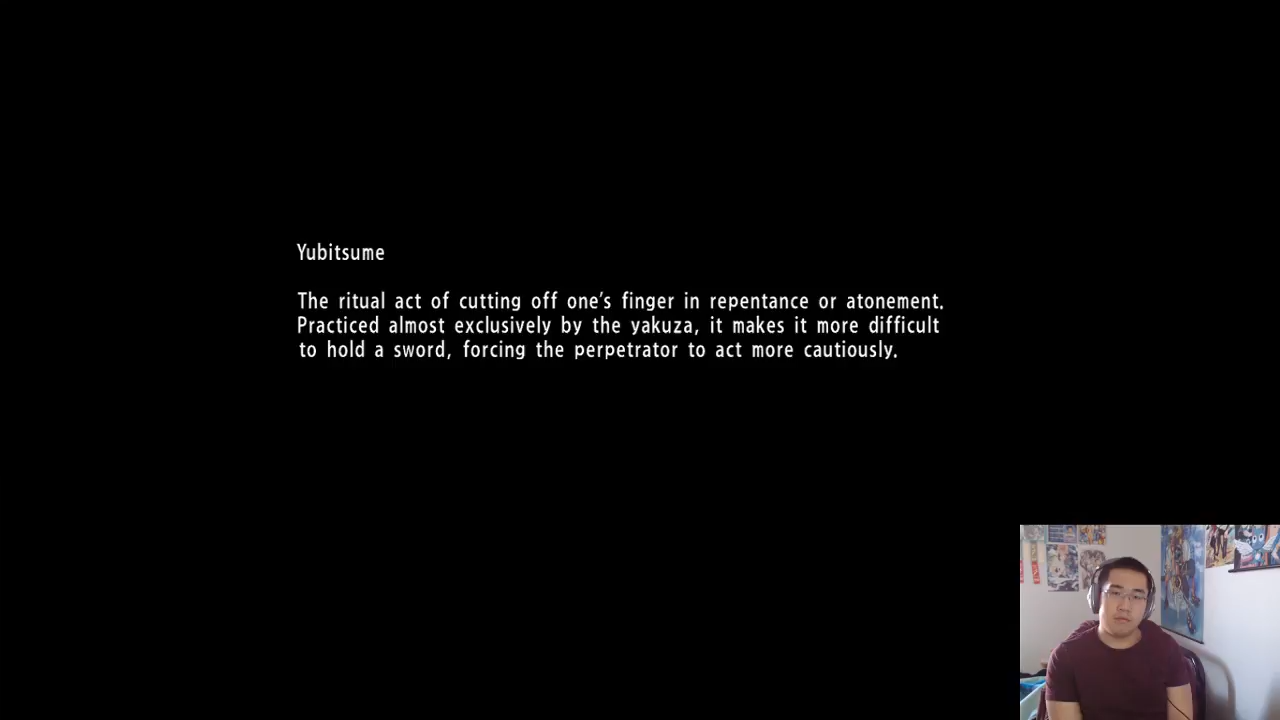 Yubitsume
The ritual act of cutting off one's finger in repentance or atonement.
Practiced almost exclusively by the yakuza, it makes it more difficult
to hold a sword, forcing the perpetrator to act more cautiously.